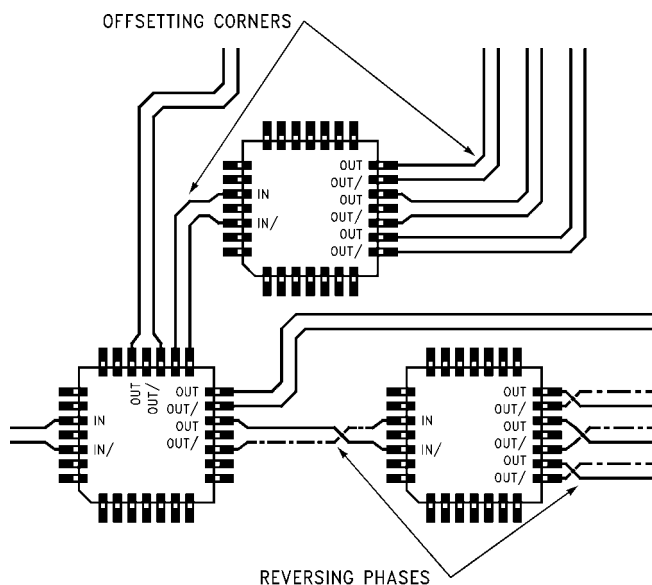 OFFSETTING CORNERS
OUT
OUT/
IN
OUT
OUT/
IN/
OUT
OUT/
OUT
OUT/
OUT
OUT/
IN
OUT
OUT/
IN/
OUT
OUT/
IN
OUT
OUT/
IN/
OUT
OUT/
REVERSING PHASES